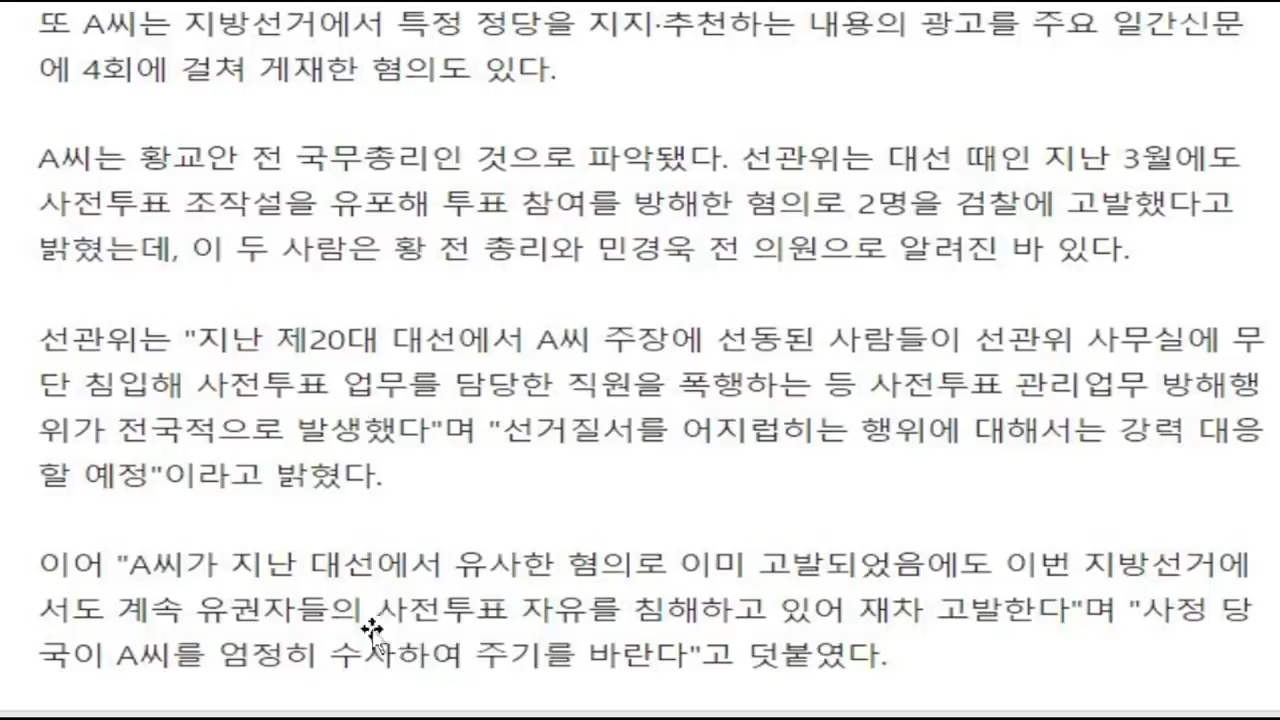 또 A씨는 지방선거에서 특정 정당을 지지·추천하는 내용의 광고를 주요 일간신문
에 4회에 걸쳐 게재한 혐의도 있다.
A씨는 황교안 전 국무총리인 것으로 파악됐다. 선관위는 대선 때인 지난 3월에도
사전투표 조작설을 유포해 투표 참여를 방해한 혐의로 2명을 검찰에 고발했다고
밝혔는데, 이 두 사람은 황 전 총리와 민경욱 전 의원으로 알려진 바 있다.
선관위는 "지난 제20대 대선에서 A씨 주장에 선동된 사람들이 선관위 사무실에 무
단 침입해 사전투표 업무를 담당한 직원을 폭행하는 등 사전투표 관리업무 방해행
위가 전국적으로 발생했다"며 "선거질서를 어지럽히는 행위에 대해서는 강력 대응
할 예정"이라고 밝혔다.
이어 "A씨가 지난 대선에서 유사한 혐의로 이미 고발되었음에도 이번 지방선거에
서도 계속 유권자들의 사전투표 자유를 침해하고 있어 재차 고발한다"며 "사정 당
국이 A씨를 엄정히 수사하여 주기를 바란다"고 덧붙였다.